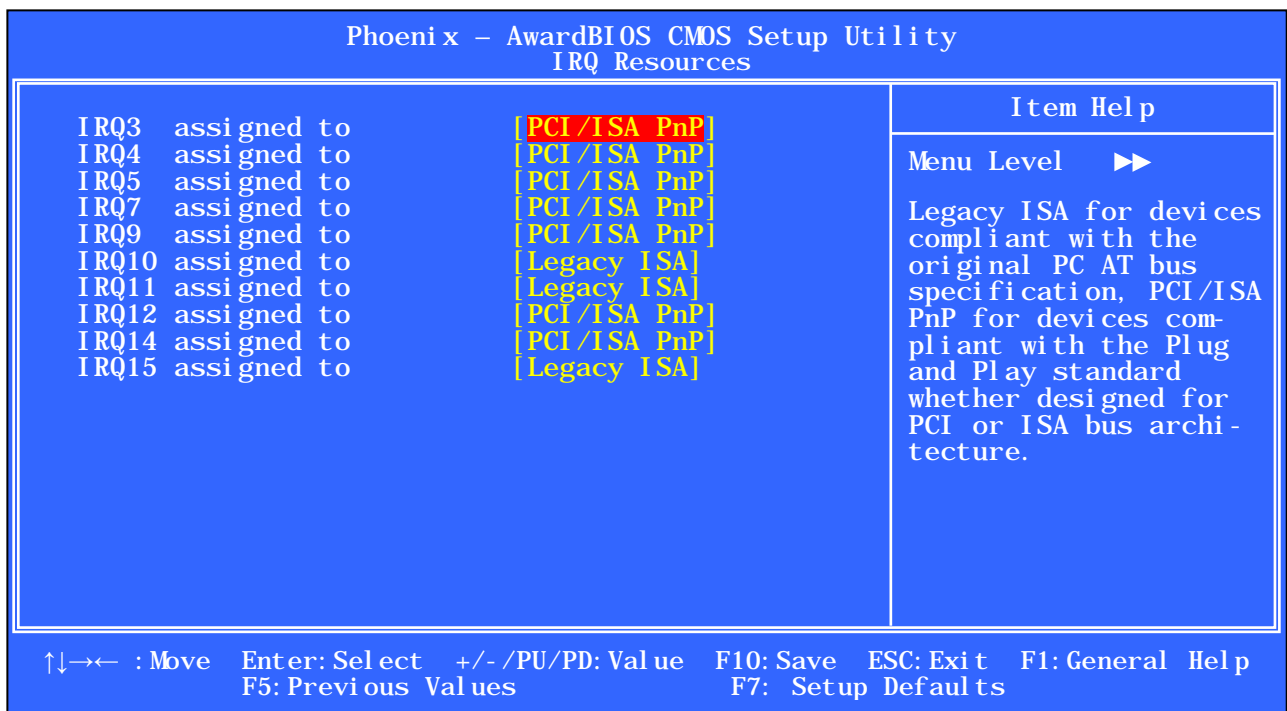 Phoenix – AwardBIOS CMOS Setup Utility
IRQ Resources
IRQ3 assigned to [PCI/ISA PnP]
IRQ4 assigned to [PCI/ISA PnP]
IRQ5 assigned to [PCI/ISA PnP]
IRQ7 assigned to [PCI/ISA PnP]
IRQ9 assigned to [PCI/ISA PnP]
IRQ10 assigned to [Legacy ISA]
IRQ11 assigned to [Legacy ISA]
IRQ12 assigned to [PCI/ISA PnP]
IRQ14 assigned to [PCI/ISA PnP]
IRQ15 assigned to [Legacy ISA]
Item Help
Menu Level ►►
Legacy ISA for devices
compliant with the
original PC AT bus
specification, PCI/ISA
PnP for devices com-
pliant with the Plug
and Play standard
whether designed for
PCI or ISA bus archi-
tecture.
↑↓→← :Move Enter:Select +/-/PU/PD:Value F10:Save ESC:Exit F1:General Help
F5:Previous Values F7: Setup Defaults